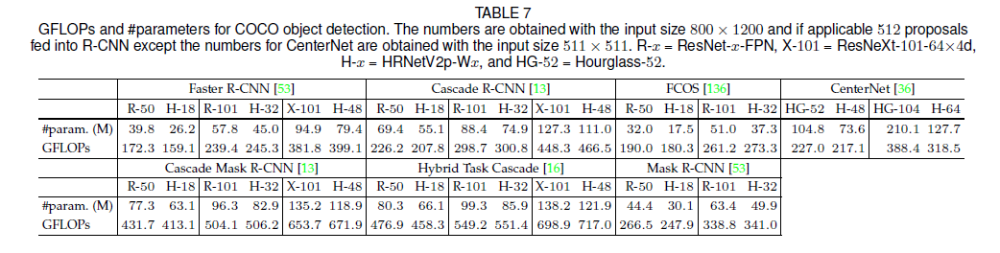 TABLE 7
GFLOPs and #parameters for COCO object detection. The numbers are obtained with the input size 800 × 1200 and if applicable 512 proposals
fed into R-CNN except the numbers for CenterNet are obtained with the input size 511 × 511. R-x = ResNet-x-FPN, X-101 = ResNeXt-101-64×4d,
H-x = HRNetV2p-Wx, and HG-52 = Hourglass-52.
Faster R-CNN [53] Cascade R-CNN [13] FCOS [136] CenterNet [36]
R-50 H-18 R-101 H-32 X-101 H-48 R-50 H-18 R-101 H-32 X-101 H-48 R-50 H-18 R-101 H-32 HG-52 H-48 HG-104 H-64
#param. (M) 39.8 26.2 57.8 45.0 94.9 79.4 69.4 55.1 88.4 74.9 127.3 111.0 32.0 17.5 51.0 37.3 104.8 73.6 210.1 127.7
GFLOPs 172.3 159.1 239.4 245.3 381.8 399.1 226.2 207.8 298.7 300.8 448.3 466.5 190.0 180.3 261.2 273.3 227.0 217.1 388.4 318.5
Cascade Mask R-CNN [13] Hybrid Task Cascade [16] Mask R-CNN [53]
R-50 H-18 R-101 H-32 X-101 H-48 R-50 H-18 R-101 H-32 X-101 H-48 R-50 H-18 R-101 H-32
#param. (M) 77.3 63.1 96.3 82.9 135.2 118.9 80.3 66.1 99.3 85.9 138.2 121.9 44.4 30.1 63.4 49.9
GFLOPs 431.7 413.1 504.1 506.2 653.7 671.9 476.9 458.3 549.2 551.4 698.9 717.0 266.5 247.9 338.8 341.0